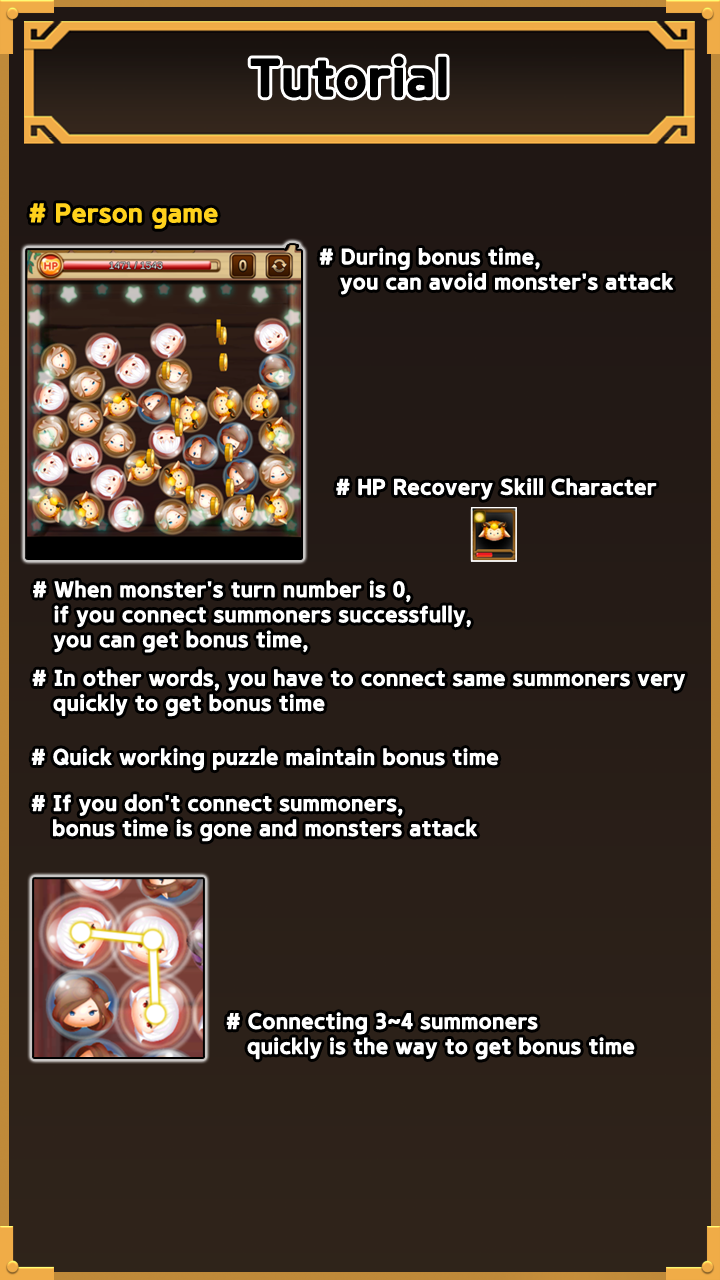 Tutorial
# Person game
HP 1471 / 1545 0
# During bonus time,
you can avoid monster's attack
# HP Recovery Skill Character
# When monster's turn number is 0,
if you connect summoners successfully,
you can get bonus time,
# In other words, you have to connect same summoners very
quickly to get bonus time
# Quick working puzzle maintain bonus time
# If you don't connect summoners,
bonus time is gone and monsters attack
# Connecting 3~4 summoners
quickly is the way to get bonus time